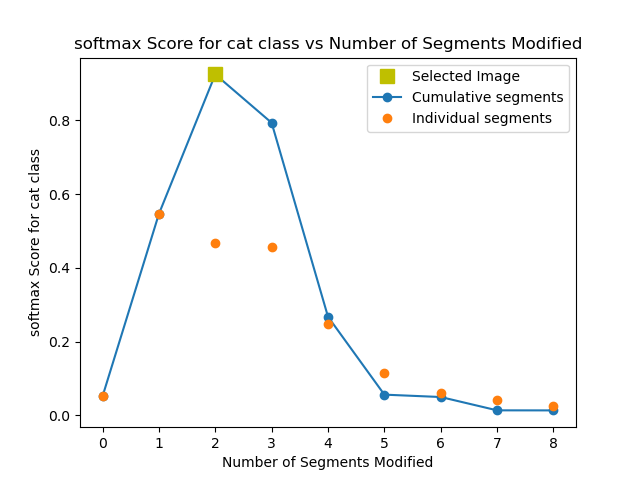 softmax Score for cat class vs Number of Segments Modified
Selected Image
Cumulative segments
Individual segments
softmax Score for cat class
0.8
0.6
0.4
0.2
0.0
0 1 2 3 4 5 6 7 8
Number of Segments Modified